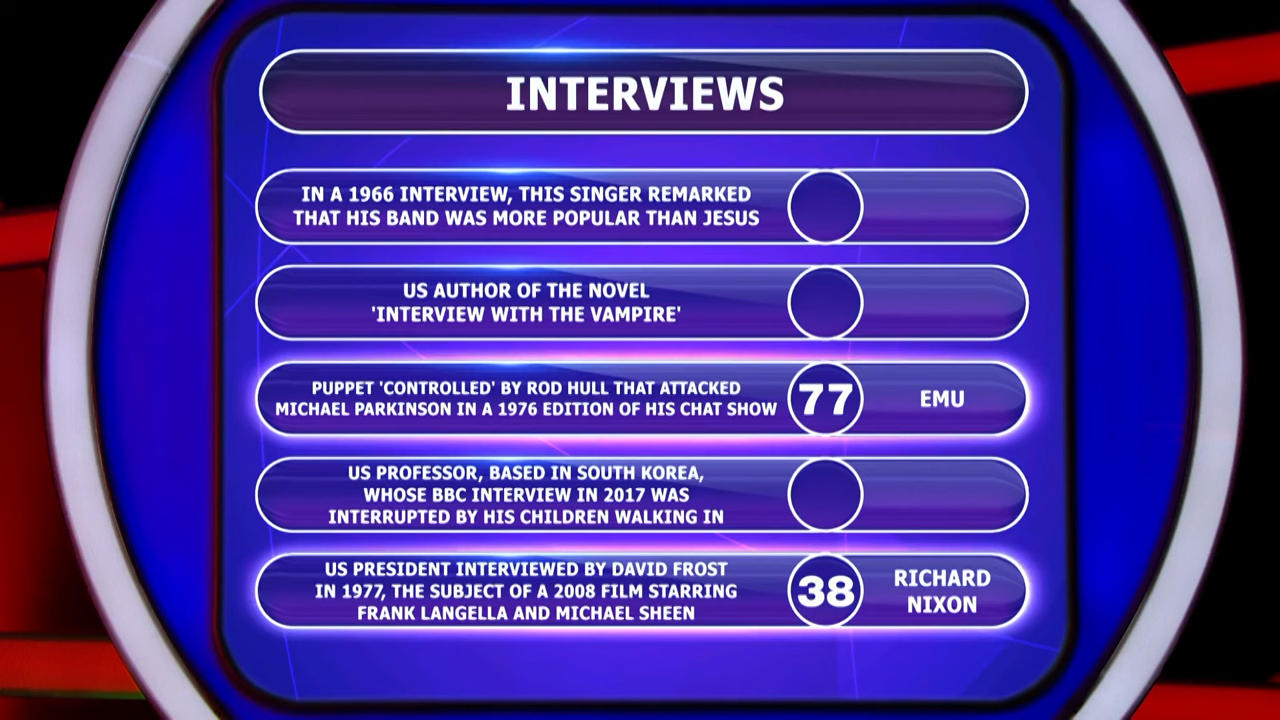 INTERVIEWS
IN A 1966 INTERVIEW, THIS SINGER REMARKED
THAT HIS BAND WAS MORE POPULAR THAN JESUS
US AUTHOR OF THE NOVEL
'INTERVIEW WITH THE VAMPIRE'
PUPPET 'CONTROLLED' BY ROD HULL THAT ATTACKED
MICHAEL PARKINSON IN A 1976 EDITION OF HIS CHAT SHOW
77
EMU
US PROFESSOR, BASED IN SOUTH KOREA,
WHOSE BBC INTERVIEW IN 2017 WAS
INTERRUPTED BY HIS CHILDREN WALKING IN
US PRESIDENT INTERVIEWED BY DAVID FROST
IN 1977, THE SUBJECT OF A 2008 FILM STARRING
FRANK LANGELLA AND MICHAEL SHEEN
38
RICHARD
NIXON